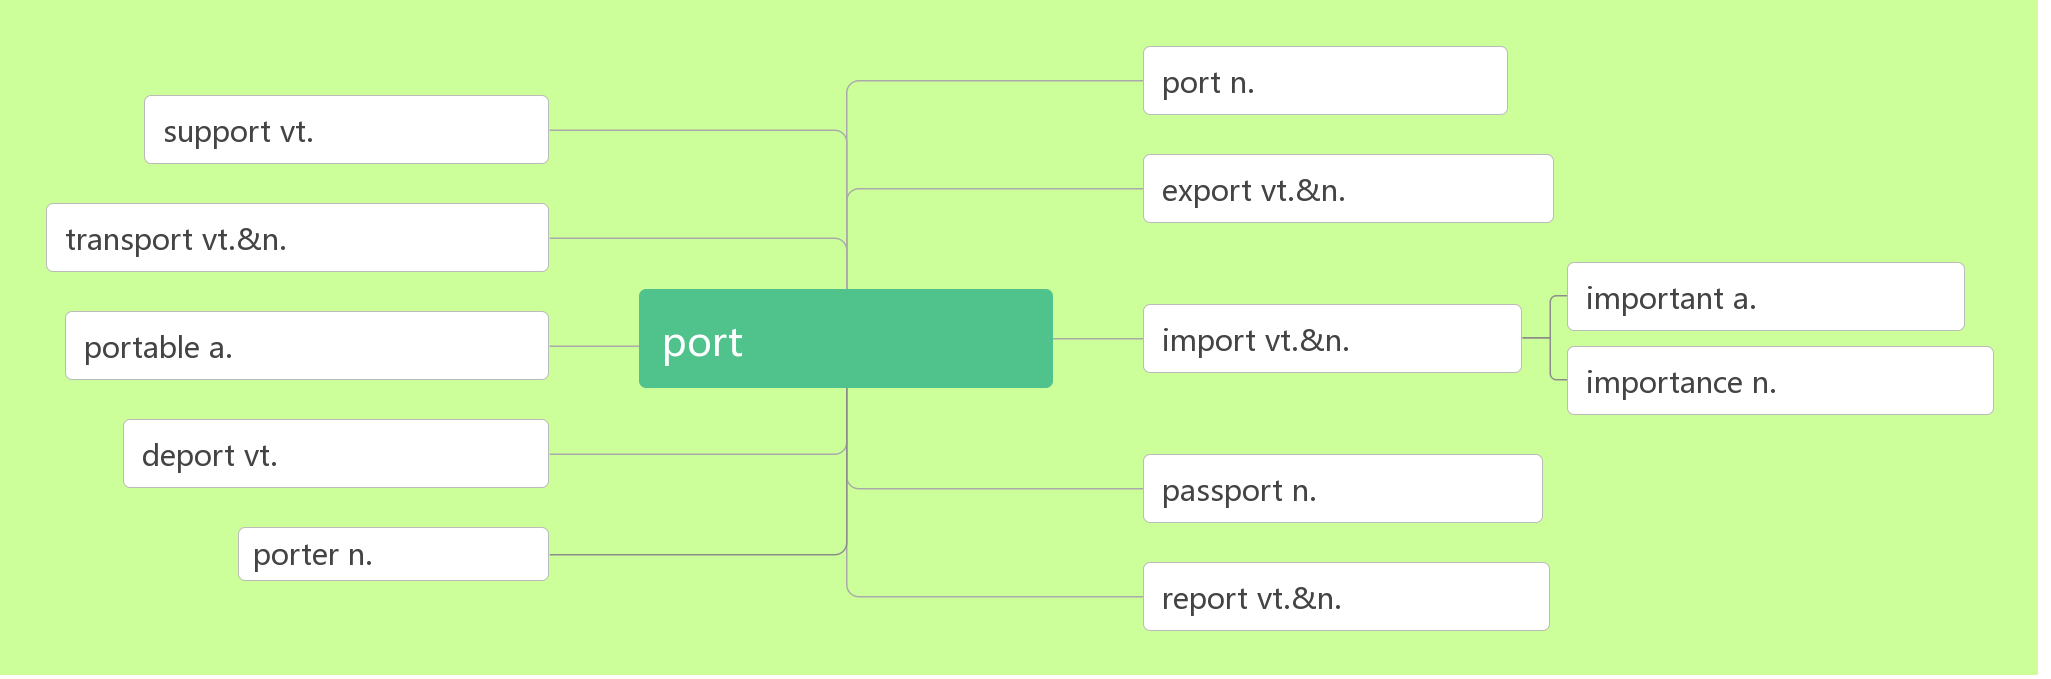 support vt.
transport vt.&n.
portable a.
deport vt.
porter n.
port
port n.
export vt.&n.
import vt.&n.
important a.
importance n.
passport n.
report vt.&n.